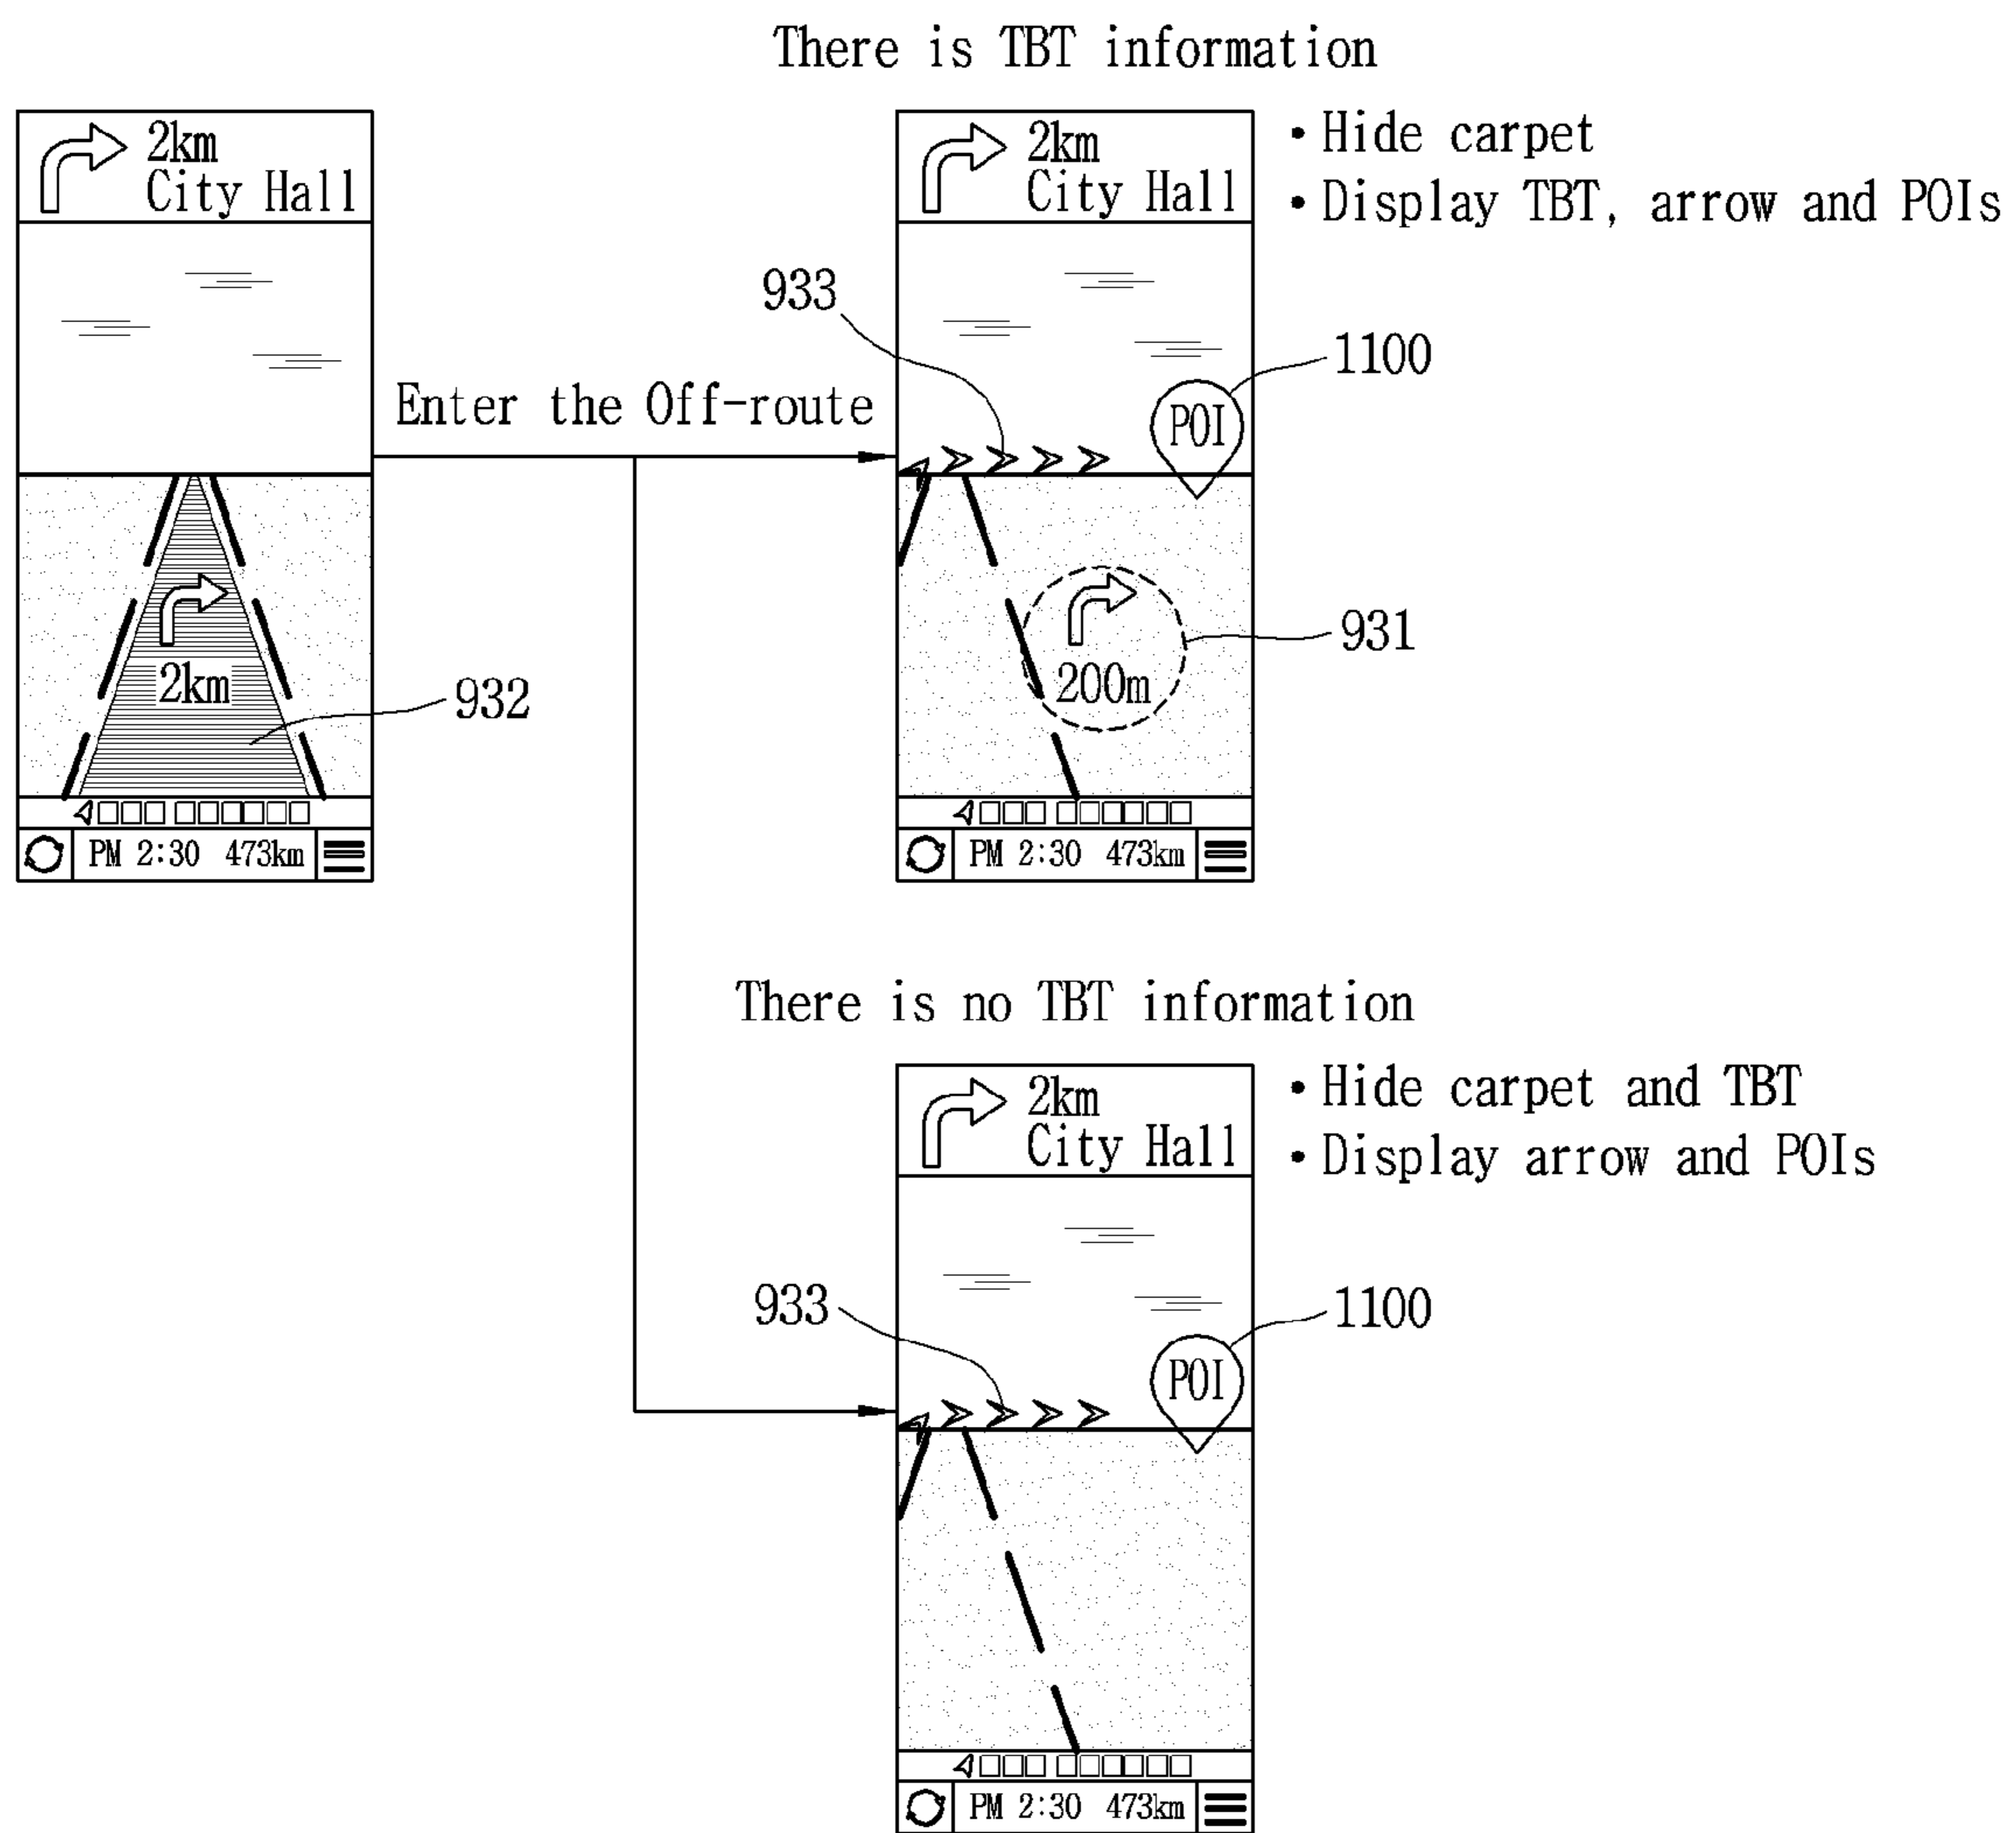 There is TBT information
2km
City Hall
2km
932
PM 2:30 473km
Enter the Off-route
2km
City Hall
• Hide carpet
• Display TBT, arrow and POIs
933
1100
POI
931
200m
PM 2:30 473km
There is no TBT information
2km
City Hall
• Hide carpet and TBT
• Display arrow and POIs
933
1100
POI
PM 2:30 473km